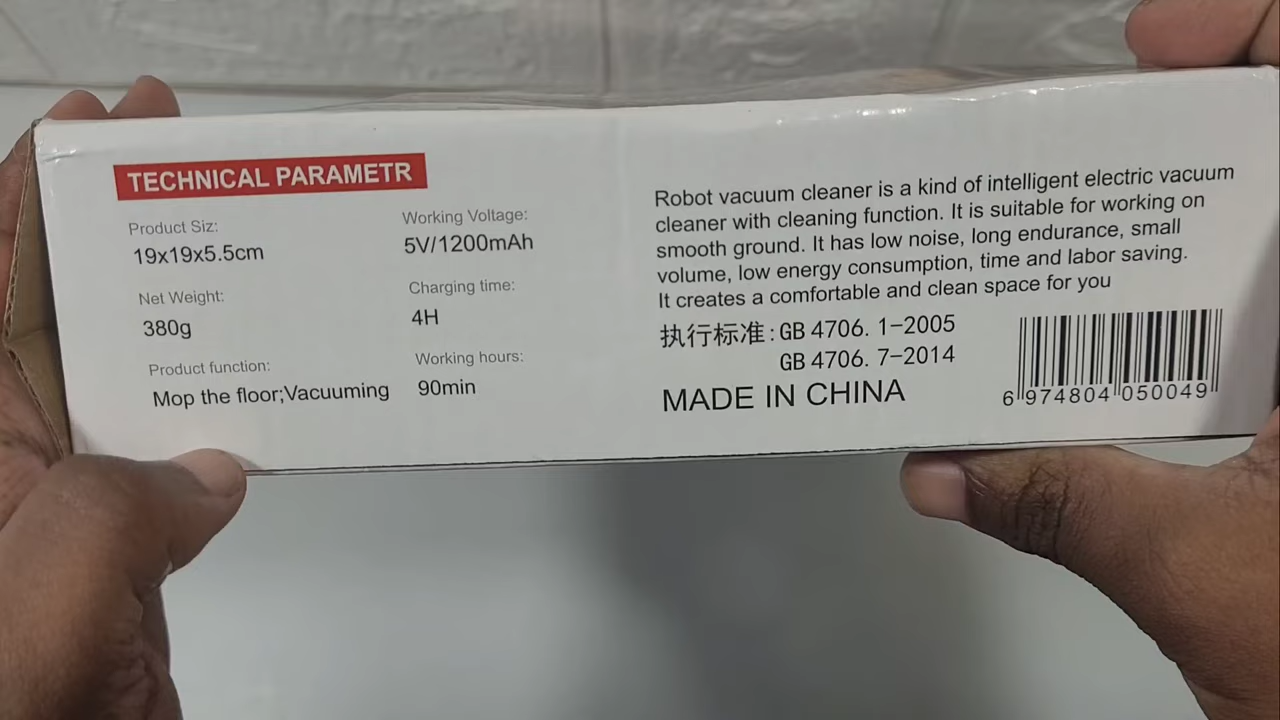 TECHNICAL PARAMETR
Product Siz:
19x19x5.5cm
Net Weight:
380g
Product function:
Mop the floor;Vacuuming
Working Voltage:
5V/1200mAh
Charging time:
4H
Working hours:
90min
Robot vacuum cleaner is a kind of intelligent electric vacuum
cleaner with cleaning function. It is suitable for working on
smooth ground. It has low noise, long endurance, small
volume, low energy consumption, time and labor saving.
It creates a comfortable and clean space for you
执行标准:GB 4706. 1-2005
GB 4706. 7-2014
MADE IN CHINA
6 974804 050049